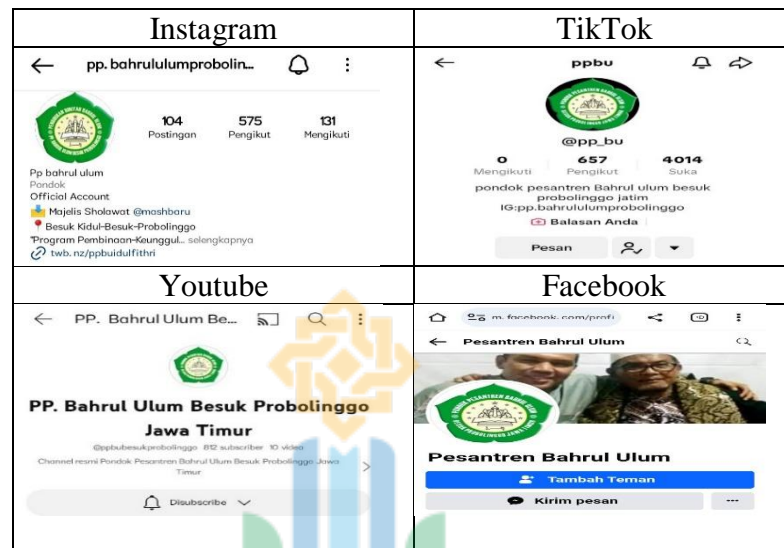 Instagram
TikTok
pp. bahrululumprobolin...
104 575 131
Postingan Pengikut Mengikuti
Pp bahrul ulum
Pondok
Official Account
Majelis Sholawat @mashbaru
Besuk Kidul-Besuk-Probolinggo
"Program Pembinaan-Keunggul... selengkapnya
twb. nz/ppbuidulfithri
ppbu
@pp_bu
0 657 4014
Mengikuti Pengikut Suka
pondok pesantren Bahrul ulum besuk
probolinggo jatim
IG:pp.bahrululumprobolinggo
Balasan Anda
Pesan
Youtube
Facebook
PP. Bahrul Ulum Be...
PP. Bahrul Ulum Besuk Probolinggo
Jawa Timur
@ppbubesukprobolinggo 812 subscriber 10 video
Channel resmi Pondok Pesantren Bahrul Ulum Besuk Probolinggo Jawa
Timur
Disubscribe
m. facebook. com/profi
Pesantren Bahrul Ulum
Pesantren Bahrul Ulum
Tambah Teman
Kirim pesan